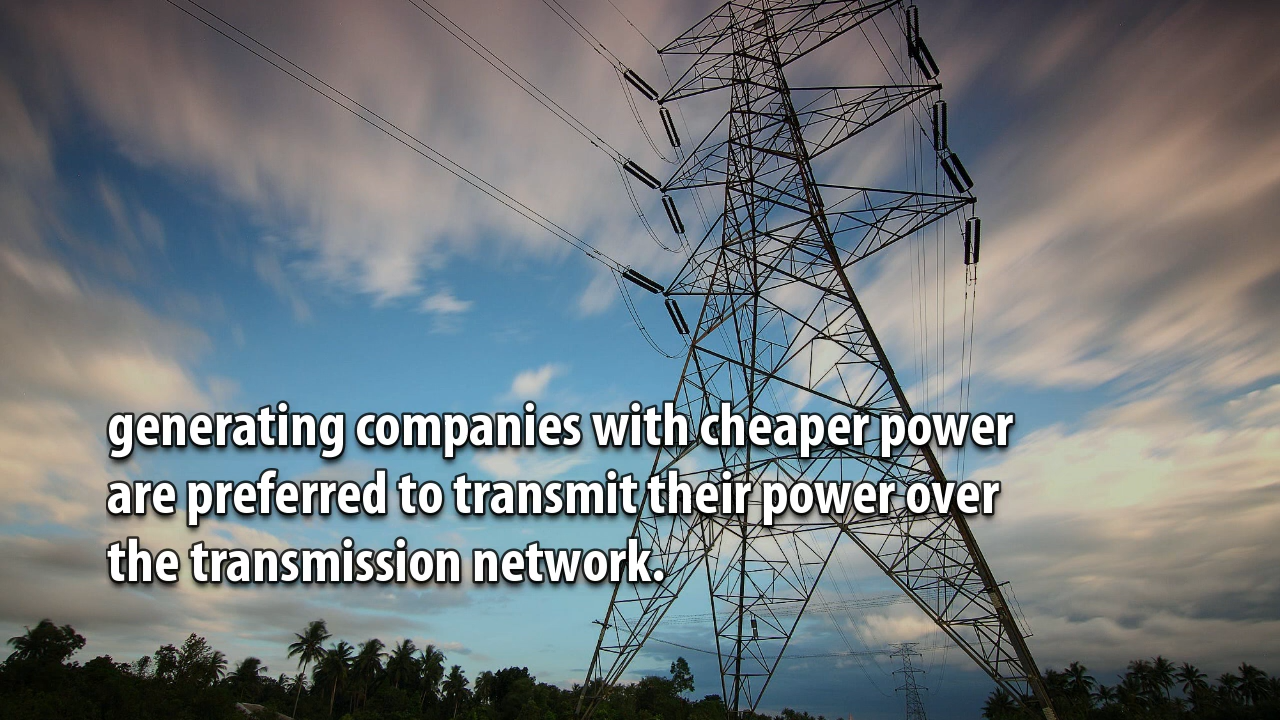 generating companies with cheaper power
are preferred to transmit their power over
the transmission network.